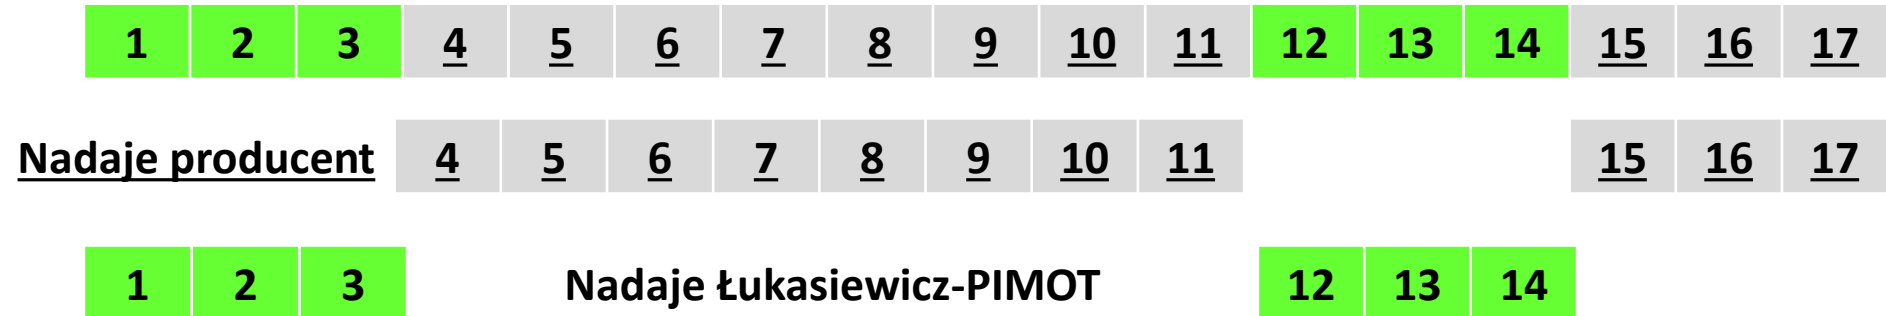 1 2 3 4 5 6 7 8 9 10 11 12 13 14 15 16 17
Nadaje producent 4 5 6 7 8 9 10 11 15 16 17
1 2 3 Nadaje Łukasiewicz-PIMOT 12 13 14